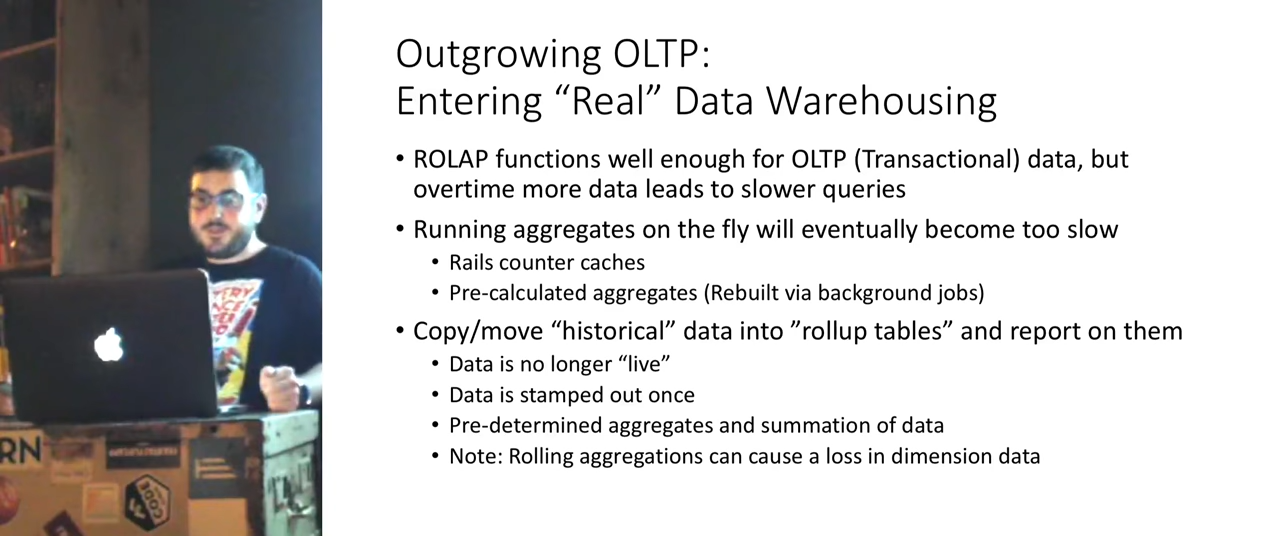 Outgrowing OLTP:
Entering “Real” Data Warehousing
• ROLAP functions well enough for OLTP (Transactional) data, but
overtime more data leads to slower queries
• Running aggregates on the fly will eventually become too slow
• Rails counter caches
• Pre-calculated aggregates (Rebuilt via background jobs)
• Copy/move “historical” data into ”rollup tables” and report on them
• Data is no longer “live”
• Data is stamped out once
• Pre-determined aggregates and summation of data
• Note: Rolling aggregations can cause a loss in dimension data
RN
CODE